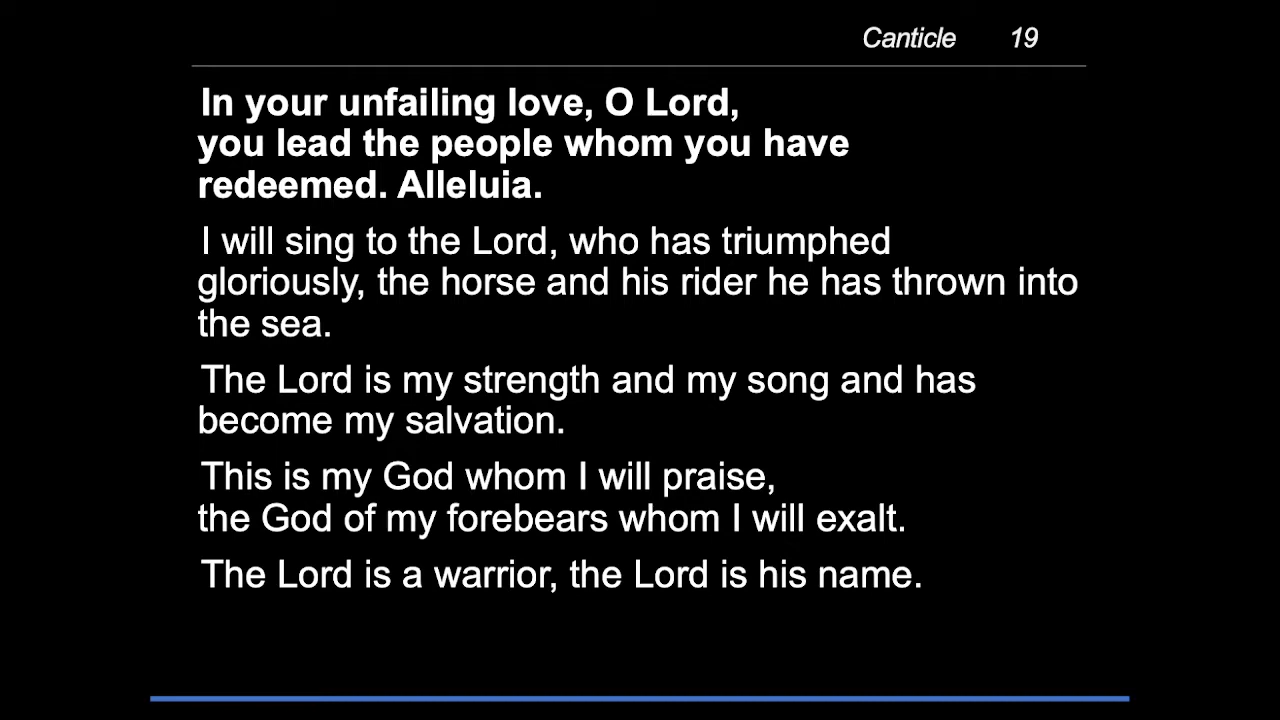 Canticle 19
In your unfailing love, O Lord,
you lead the people whom you have
redeemed. Alleluia.
I will sing to the Lord, who has triumphed
gloriously, the horse and his rider he has thrown into
the sea.
The Lord is my strength and my song and has
become my salvation.
This is my God whom I will praise,
the God of my forebears whom I will exalt.
The Lord is a warrior, the Lord is his name.